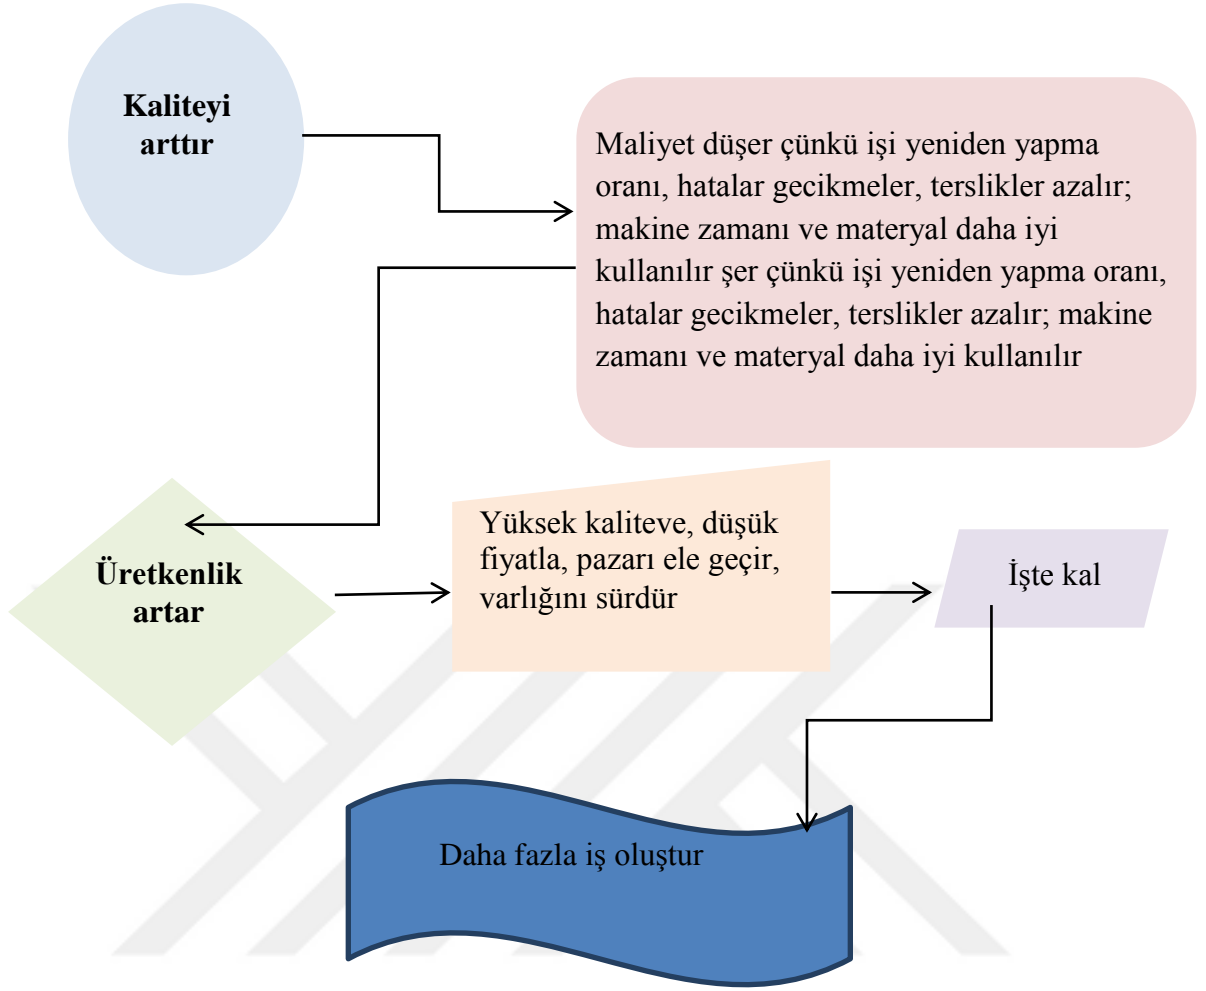 Kaliteyi
arttır
Maliyet düşer çünkü işi yeniden yapma
oranı, hatalar gecikmeler, terslikler azalır;
makine zamanı ve materyal daha iyi
kullanılır şer çünkü işi yeniden yapma oranı,
hatalar gecikmeler, terslikler azalır; makine
zamanı ve materyal daha iyi kullanılır
Üretkenlik
artar
Yüksek kaliteve, düşük
fiyatla, pazarı ele geçir,
varlığını sürdür
İşte kal
Daha fazla iş oluştur